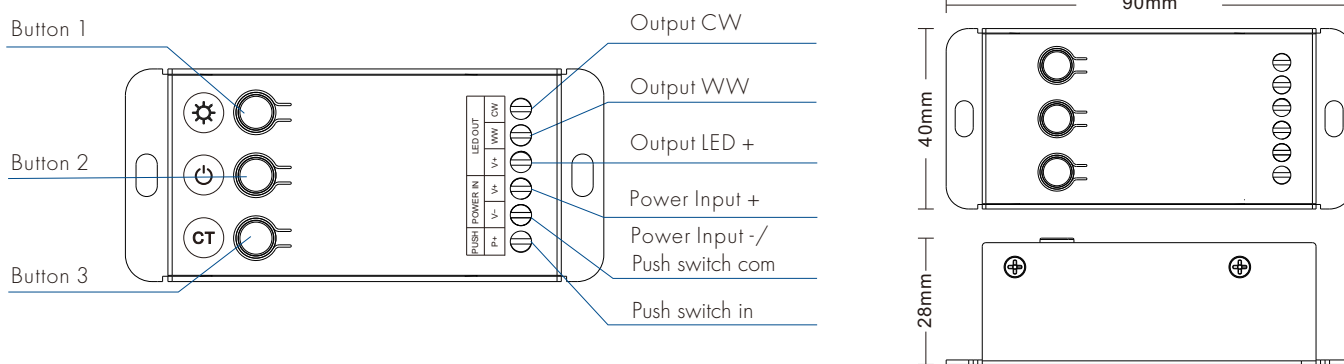 Button 1
Button 2
Button 3
CT
LED OUT
POWER IN
PUSH
CW
WW
V+
V+
V-
P+
Output CW
Output WW
Output LED +
Power Input +
Power Input -/
Push switch com
Push switch in
90mm
40mm
28mm